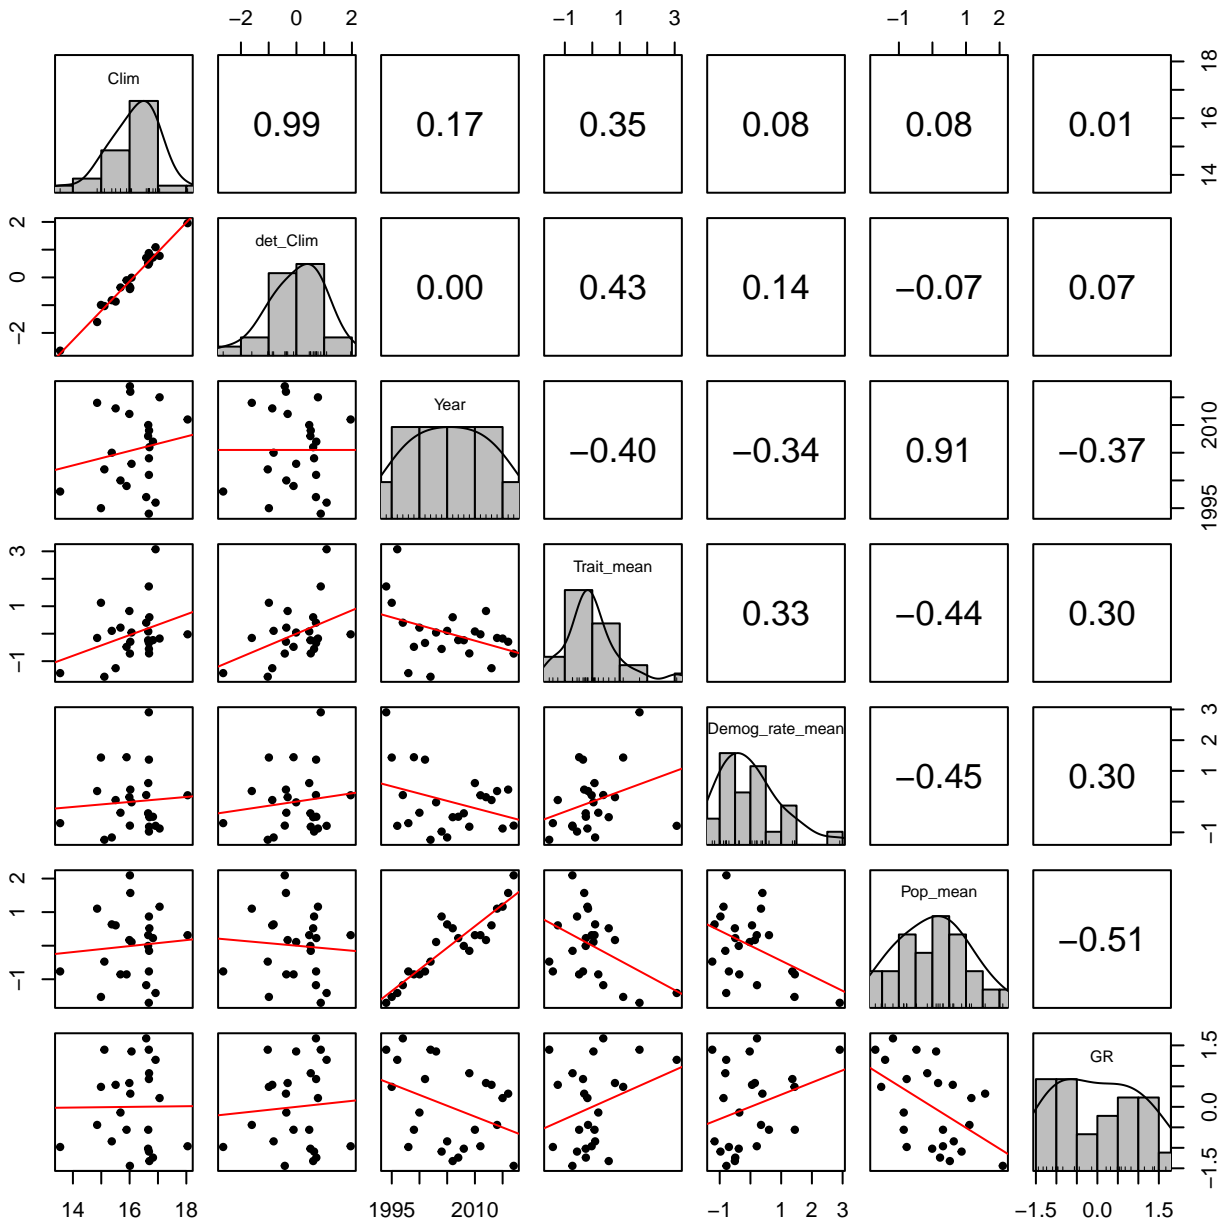 −2 0 2 −1 1 3 −1 1 2
Clim 0.99 0.17 0.35 0.08 0.08 0.01 14 16 18
−2 0 2 det_Clim 0.00 0.43 0.14 −0.07 0.07
Year −0.40 −0.34 0.91 −0.37 1995 2010
−1 1 3 Trait_mean 0.33 −0.44 0.30
Demog_rate_mean −0.45 0.30 −1 1 2 3
−1 1 2 Pop_mean −0.51
GR −1.5 0.0 1.5
14 16 18 1995 2010 −1 1 2 3 −1.5 0.0 1.5